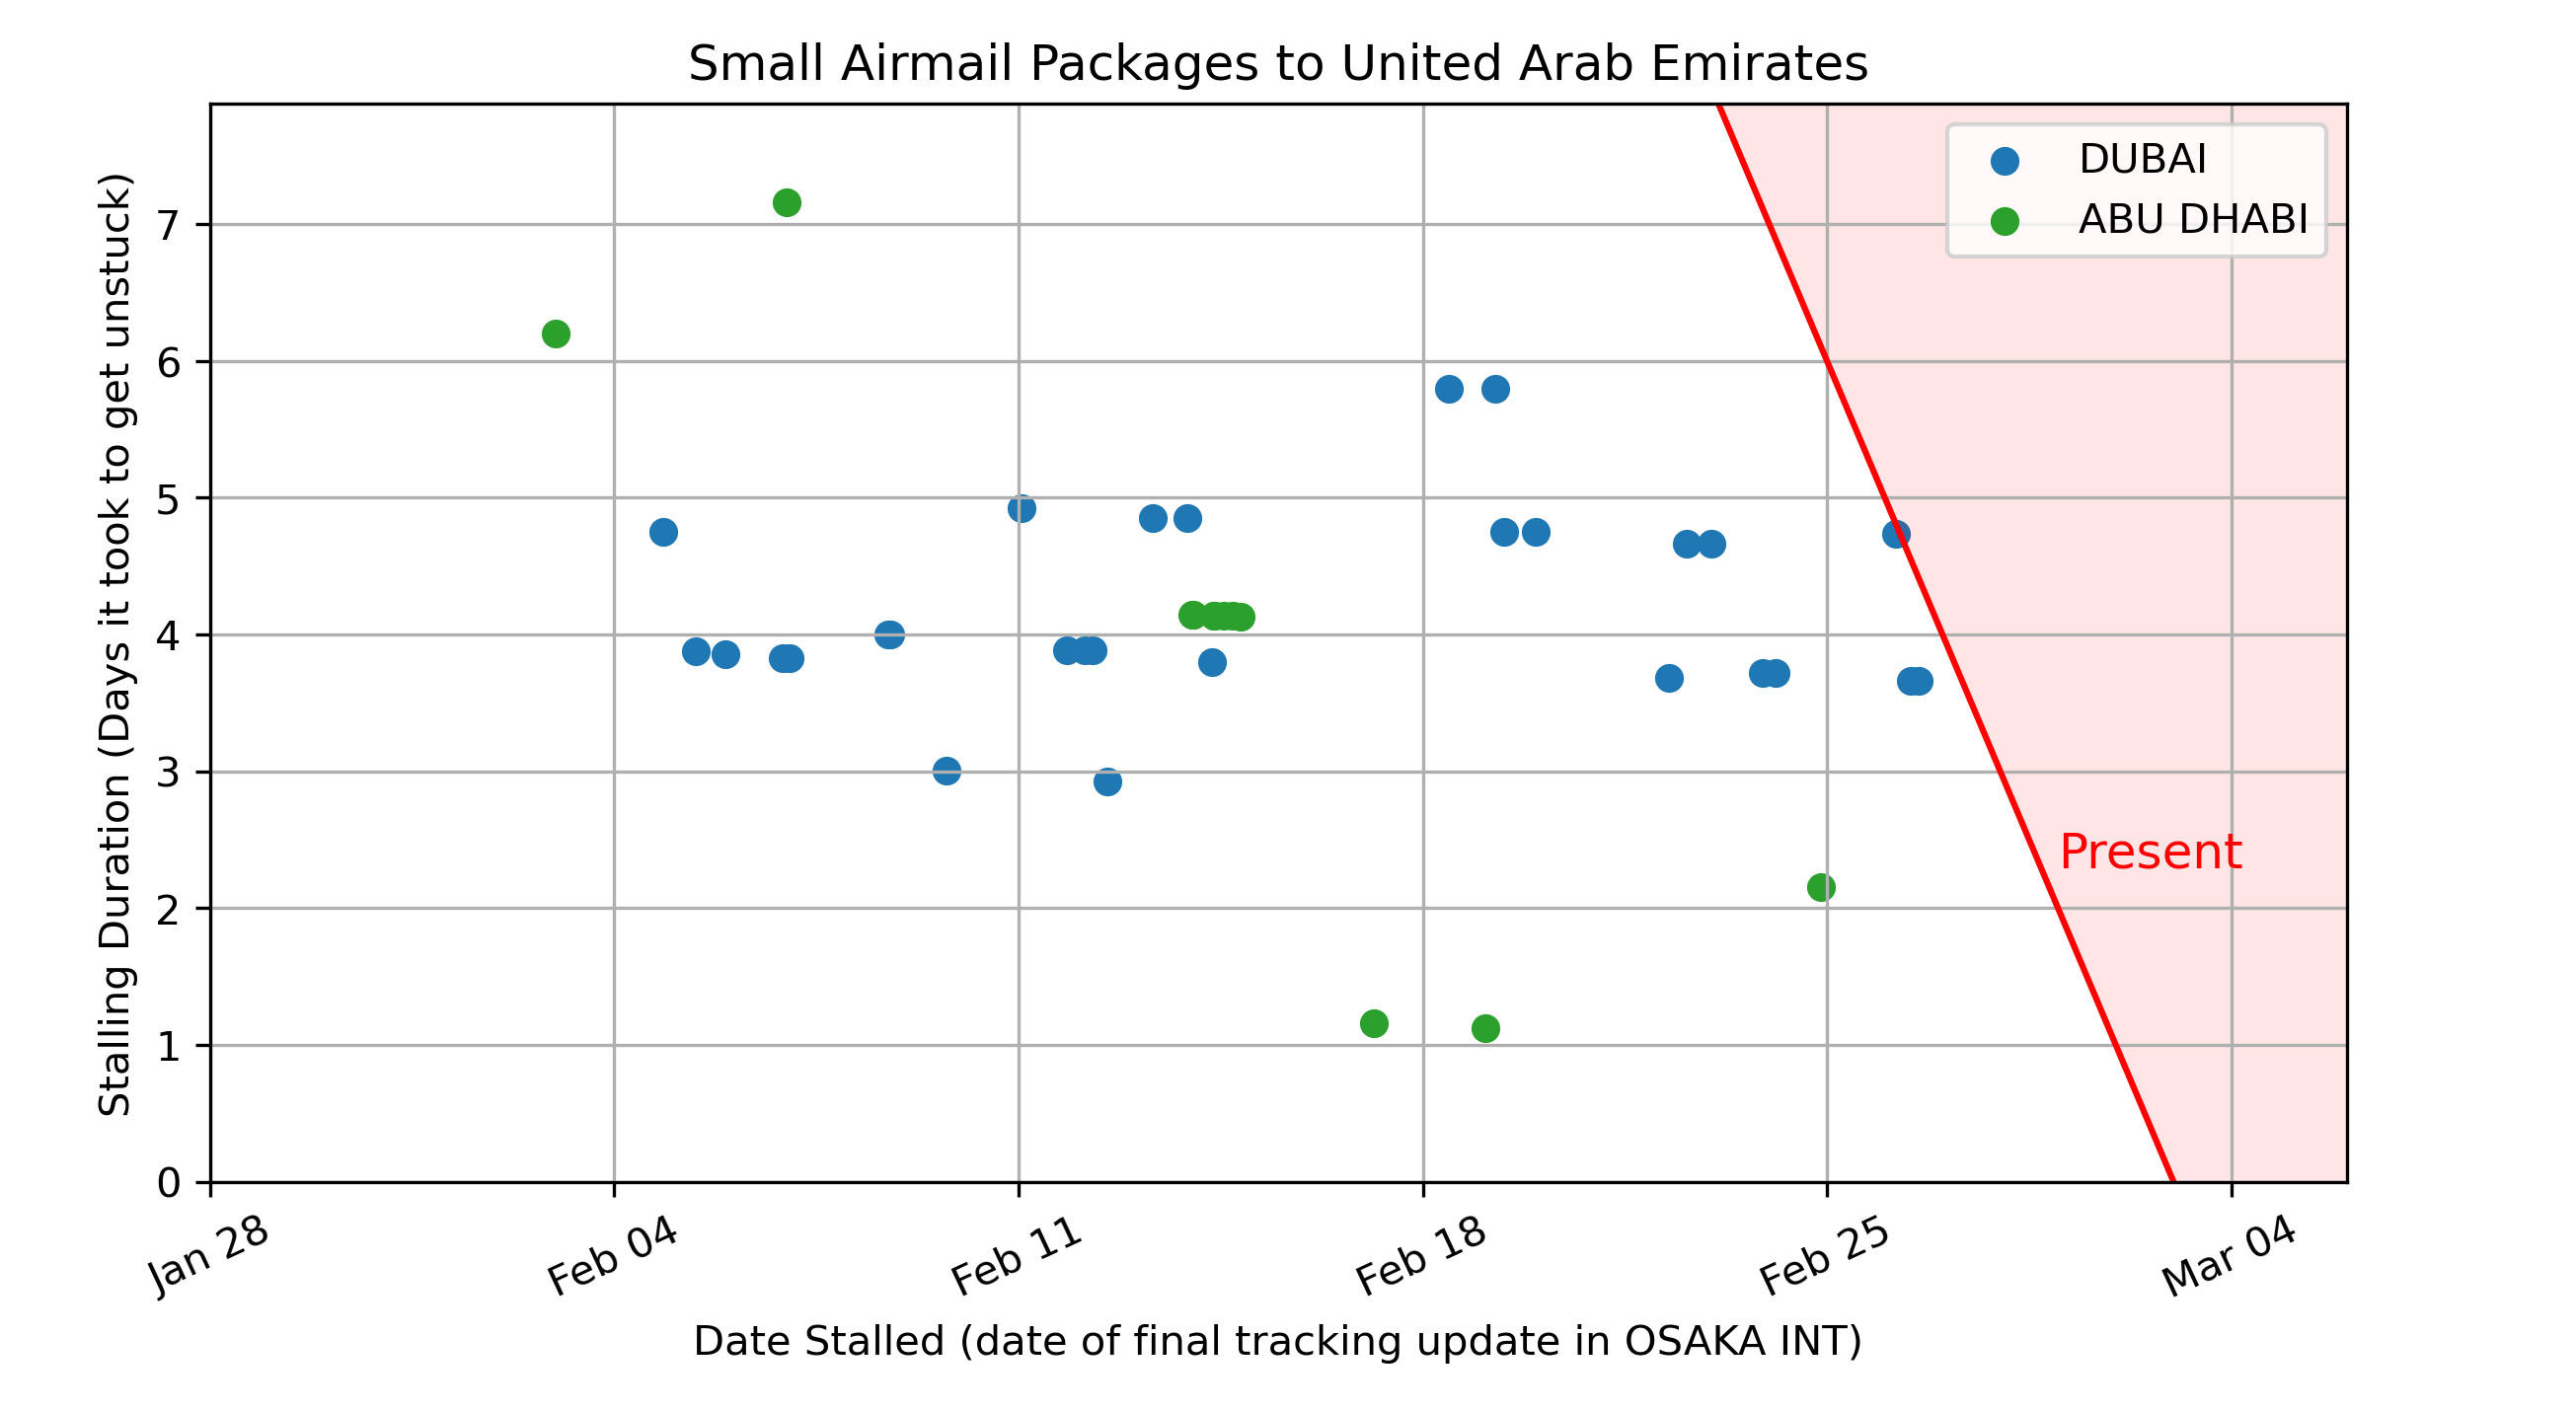 Small Airmail Packages to United Arab Emirates
DUBAI
ABU DHABI
Stalling Duration (Days it took to get unstuck)
7
6
5
4
3
2
1
0
Present
Jan 28
Feb 04
Feb 11
Feb 18
Feb 25
Mar 04
Date Stalled (date of final tracking update in OSAKA INT)